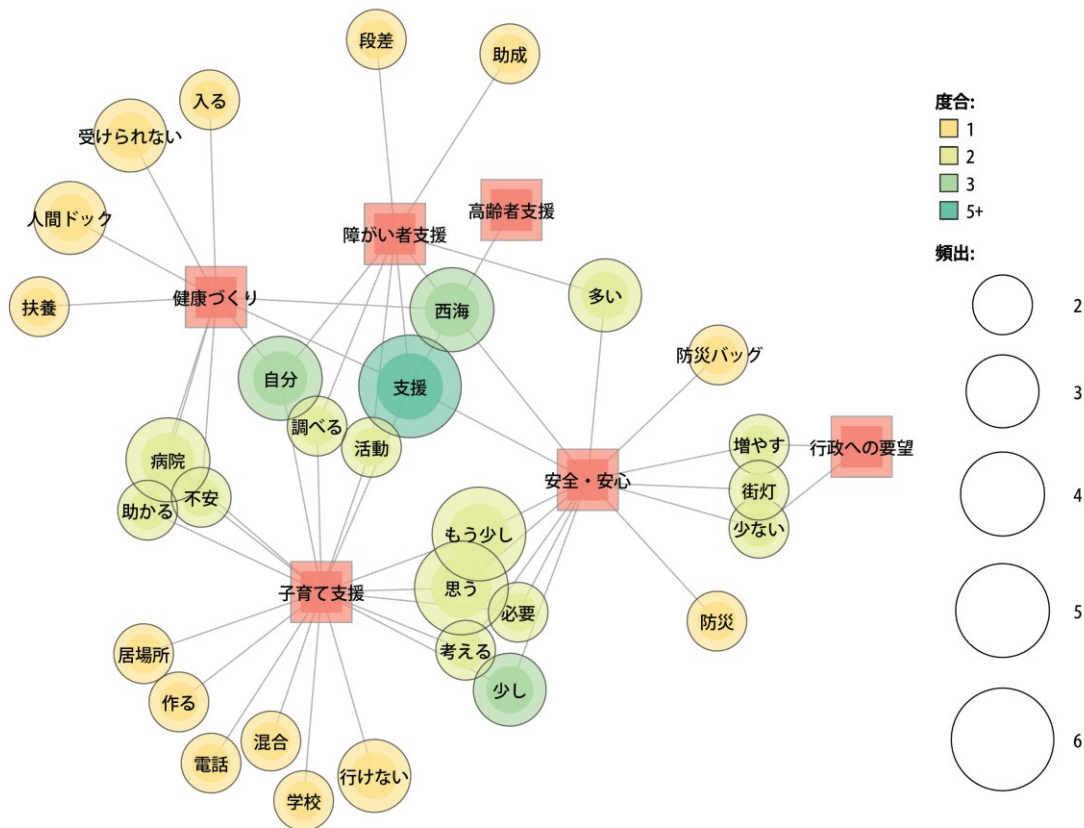 段差
助成
入る
受けられない
人間ドック
扶養
健康づくり
障がい者支援
高齢者支援
西海
多い
自分
支援
調べる
活動
防災バッグ
病院
不安
助かる
安全・安心
増やす
行政への要望
街灯
少ない
もう少し
思う
子育て支援
必要
考える
少し
防災
居場所
作る
電話
混合
学校
行けない
度合:
1
2
3
5+
頻出:
2
3
4
5
6